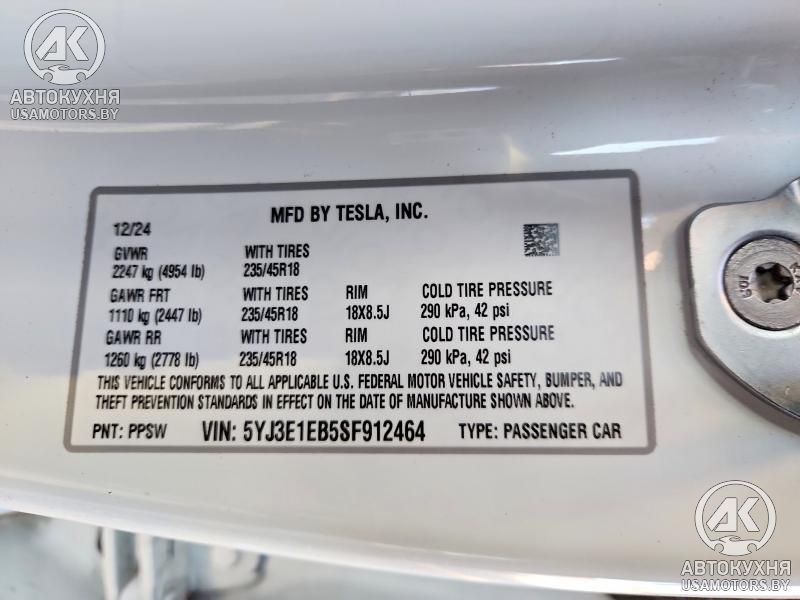 АК
АВТОКУХНЯ
USAMOTORS.BY
MFD BY TESLA, INC.
12/24
GVWR WITH TIRES
2247 kg (4954 lb) 235/45R18
GAWR FRT WITH TIRES RIM COLD TIRE PRESSURE
1110 kg (2447 lb) 235/45R18 18X8.5J 290 kPa, 42 psi
GAWR RR WITH TIRES RIM COLD TIRE PRESSURE
1260 kg (2778 lb) 235/45R18 18X8.5J 290 kPa, 42 psi
THIS VEHICLE CONFORMS TO ALL APPLICABLE U.S. FEDERAL MOTOR VEHICLE SAFETY, BUMPER, AND
THEFT PREVENTION STANDARDS IN EFFECT ON THE DATE OF MANUFACTURE SHOWN ABOVE.
PNT: PPSW VIN: 5YJ3E1EB5SF912464 TYPE: PASSENGER CAR
АК
АВТОКУХНЯ
USAMOTORS.BY